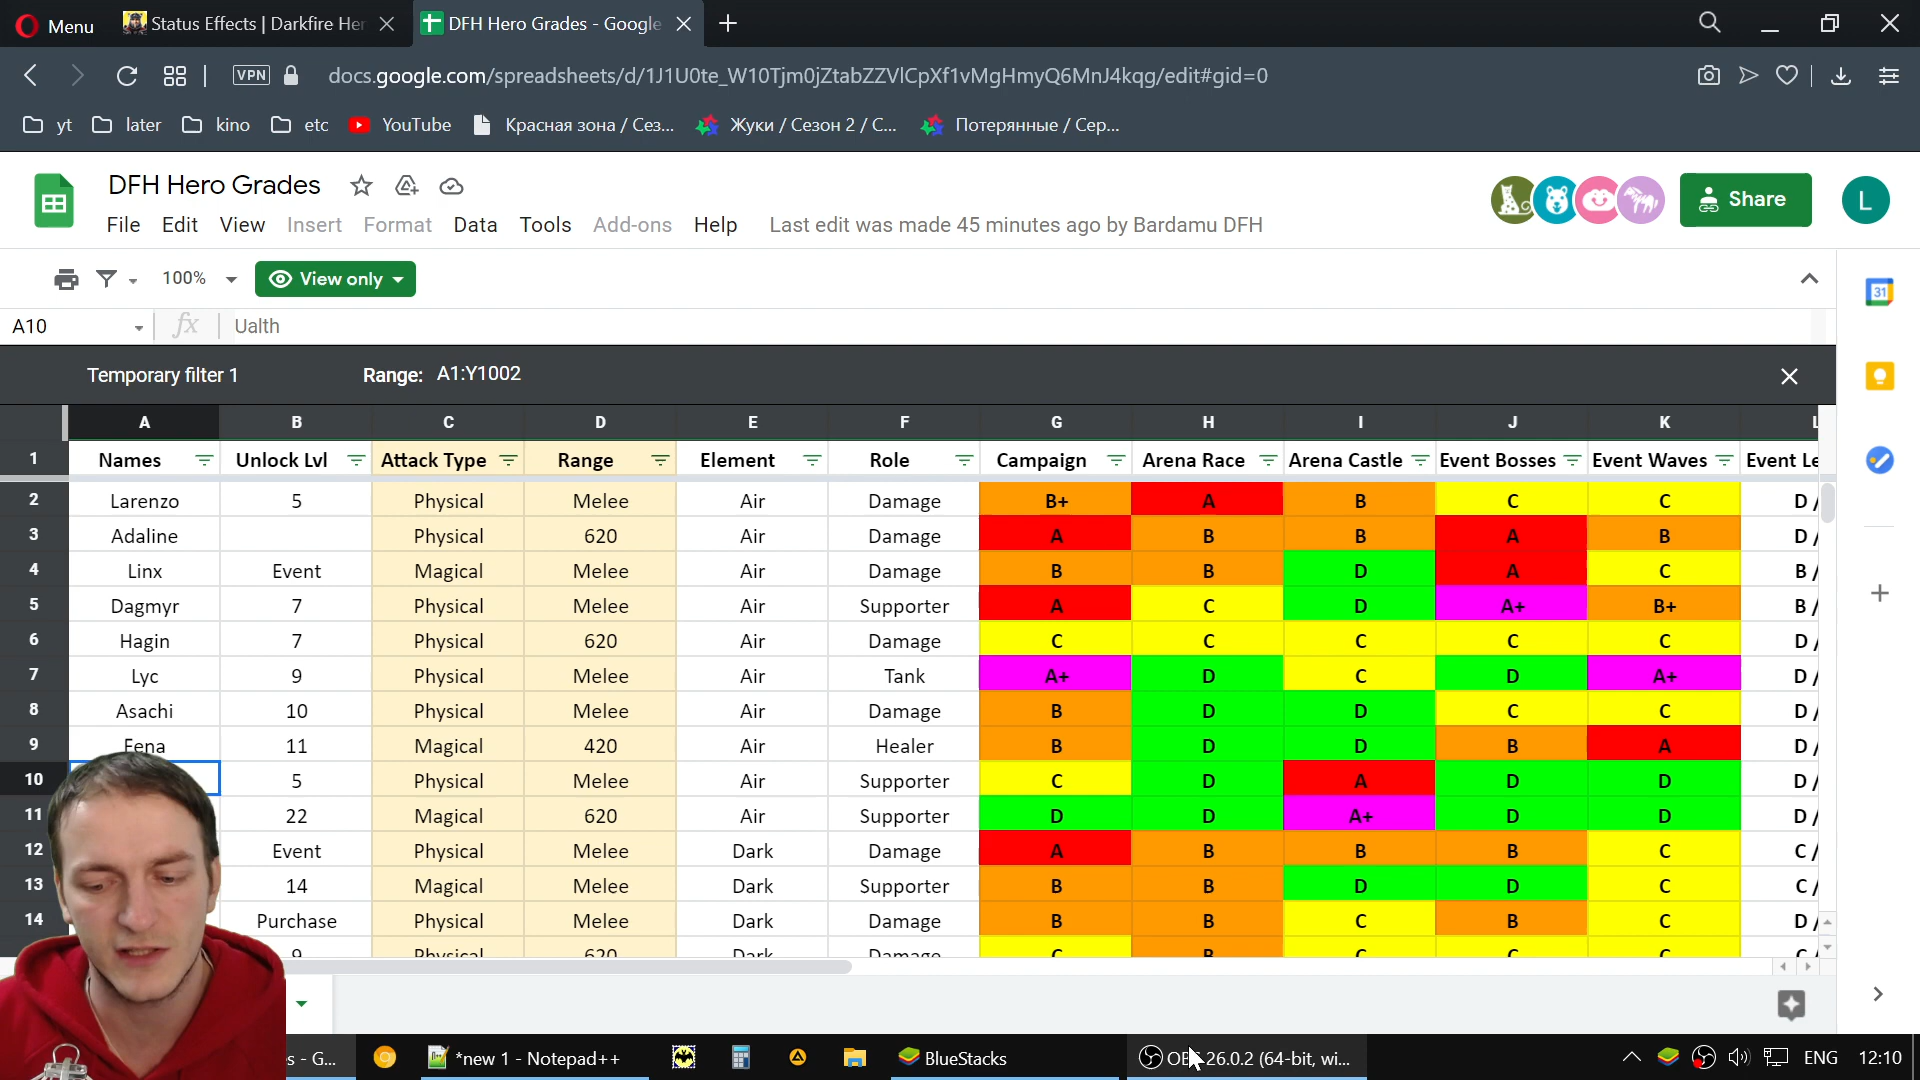 Menu
Status Effects | Darkfire Her
DFH Hero Grades - Google
VPN
docs.google.com/spreadsheets/d/1J1U0te_W10Tjm0jZtabZZVlCpXf1vMgHmyQ6MnJ4kqg/edit#gid=0
yt later kino etc YouTube Красная зона / Сез... Жуки / Сезон 2 / С... Потерянные / Сер...
DFH Hero Grades
Share
L
File Edit View Insert Format Data Tools Add-ons Help Last edit was made 45 minutes ago by Bardamu DFH
100% View only
31
A10 fx Ualth
Temporary filter 1 Range: A1:Y1002
A B C D E F G H I J K L
1 Names Unlock Lvl Attack Type Range Element Role Campaign Arena Race Arena Castle Event Bosses Event Waves Event Le
2 Larenzo 5 Physical Melee Air Damage B+ A B C C D /
3 Adaline Physical 620 Air Damage A B B A B D /
4 Linx Event Magical Melee Air Damage B B D A C B /
5 Dagmyr 7 Physical Melee Air Supporter A C D A+ B+ B /
6 Hagin 7 Physical 620 Air Damage C C C C C D /
7 Lyc 9 Physical Melee Air Tank A+ D C D A+ D /
8 Asachi 10 Physical Melee Air Damage B D D C C D /
9 Fena 11 Magical 420 Air Healer B D D B A D /
10 5 Physical Melee Air Supporter C D A D D D /
11 22 Magical 620 Air Supporter D D A+ D D D /
12 Event Physical Melee Dark Damage A B B B C C /
13 14 Magical Melee Dark Supporter B B D D C C /
14 Purchase Physical Melee Dark Damage B B C B C D /
9 Physical 620 Dark Damage C B C C C C /
s - G... *new 1 - Notepad++ BlueStacks 26.0.2 (64-bit, wi... ENG 12:10